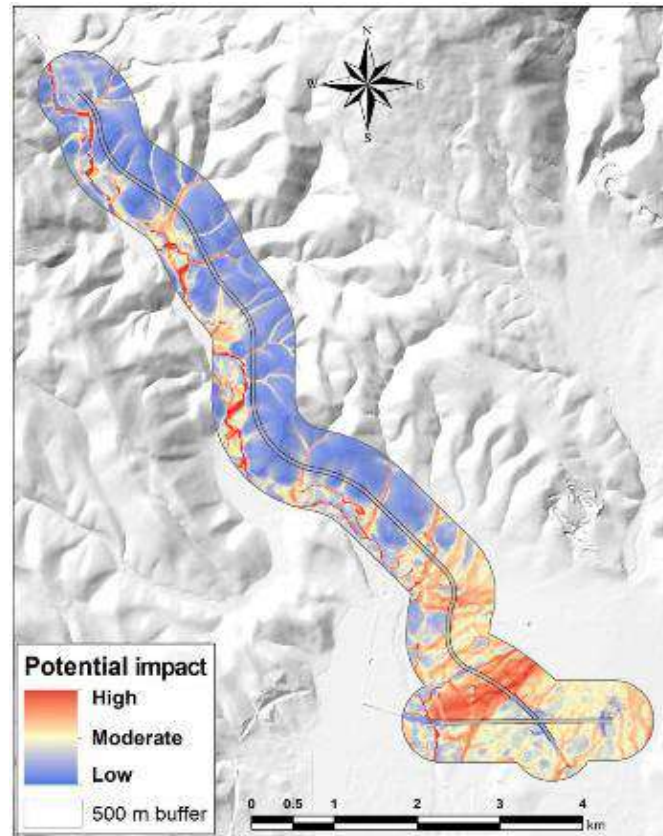 N
W E
S
Potential impact
High
Moderate
Low
500 m buffer
0 0.5 1 2 3 4
km